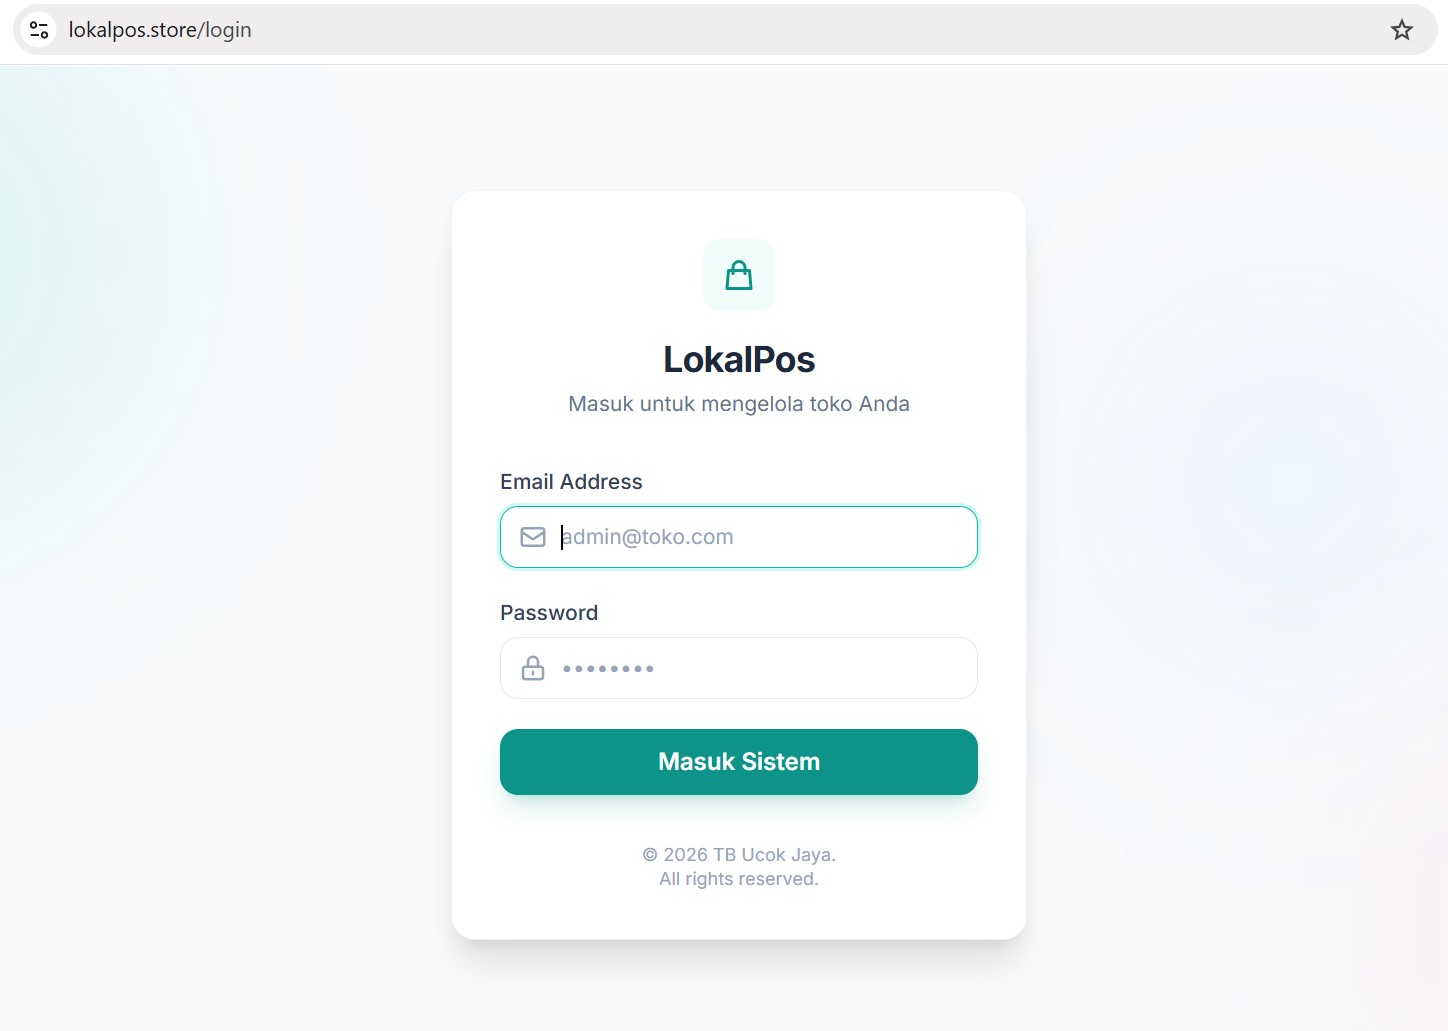 lokalpos.store/login
LokalPos
Masuk untuk mengelola toko Anda
Email Address
admin@toko.com
Password
••••••••
Masuk Sistem
© 2026 TB Ucok Jaya.
All rights reserved.